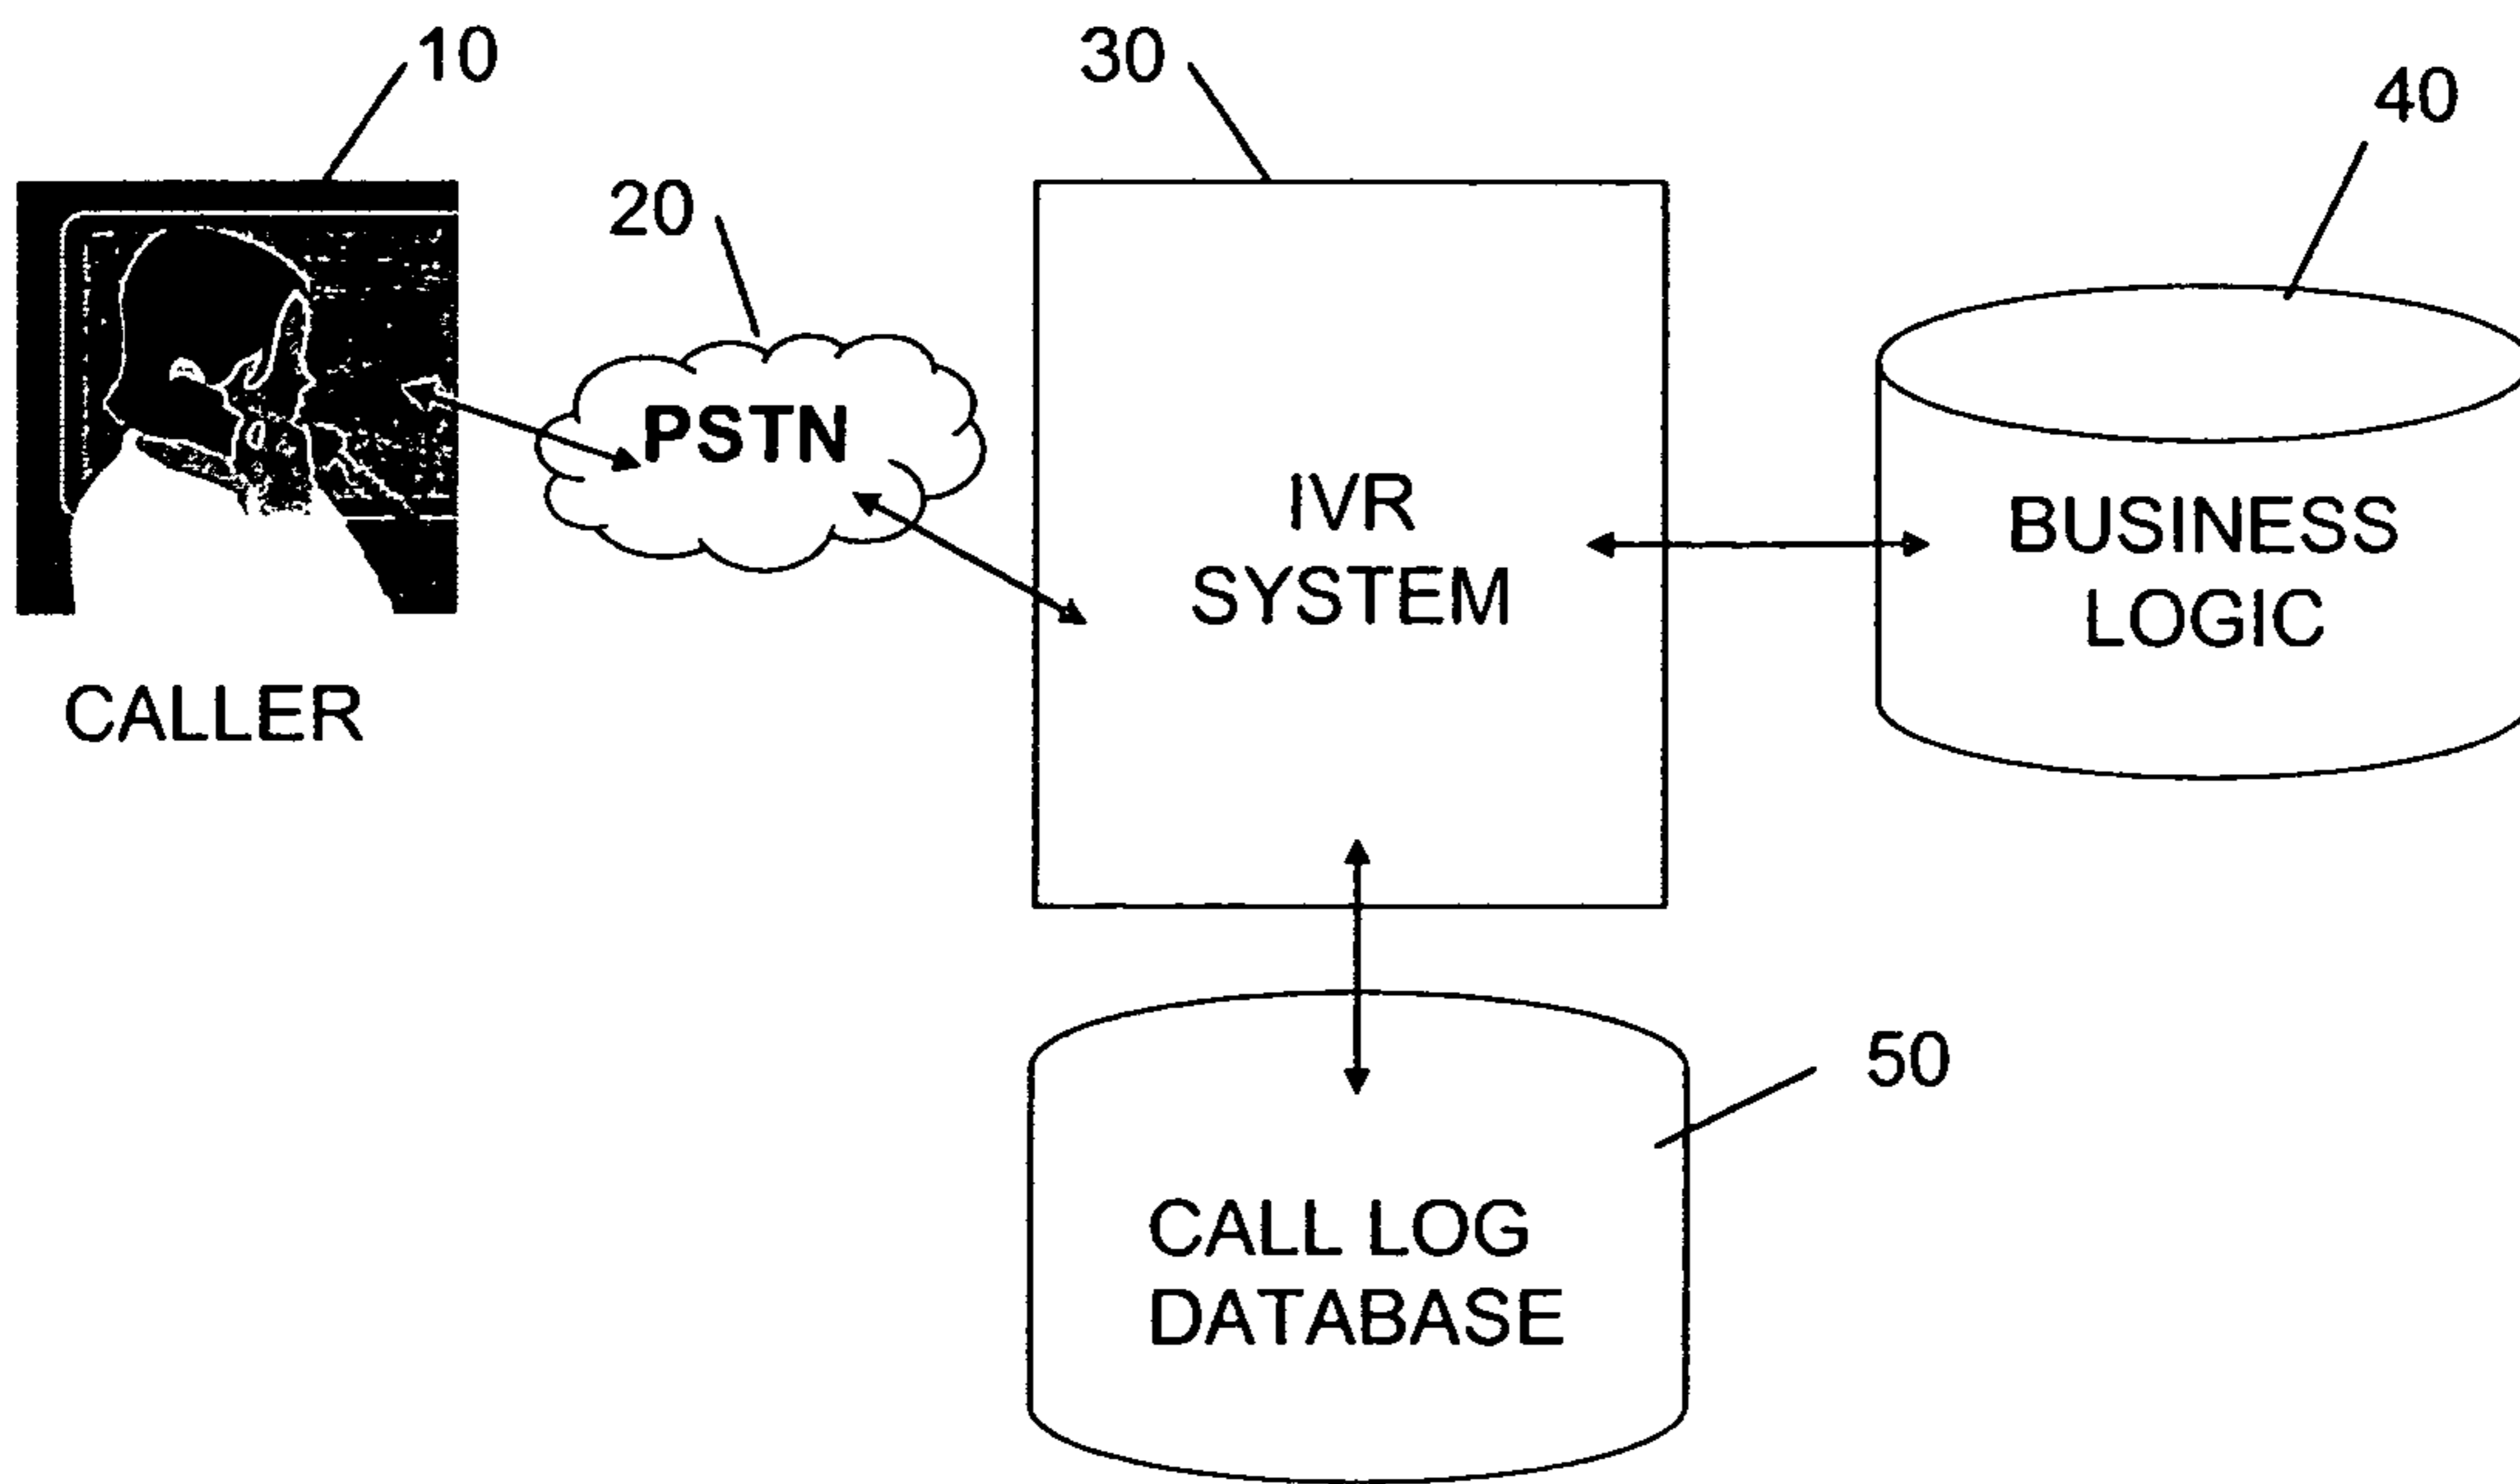 10
30
40
20
PSTN
IVR
SYSTEM
BUSINESS
LOGIC
CALLER
50
CALL LOG
DATABASE